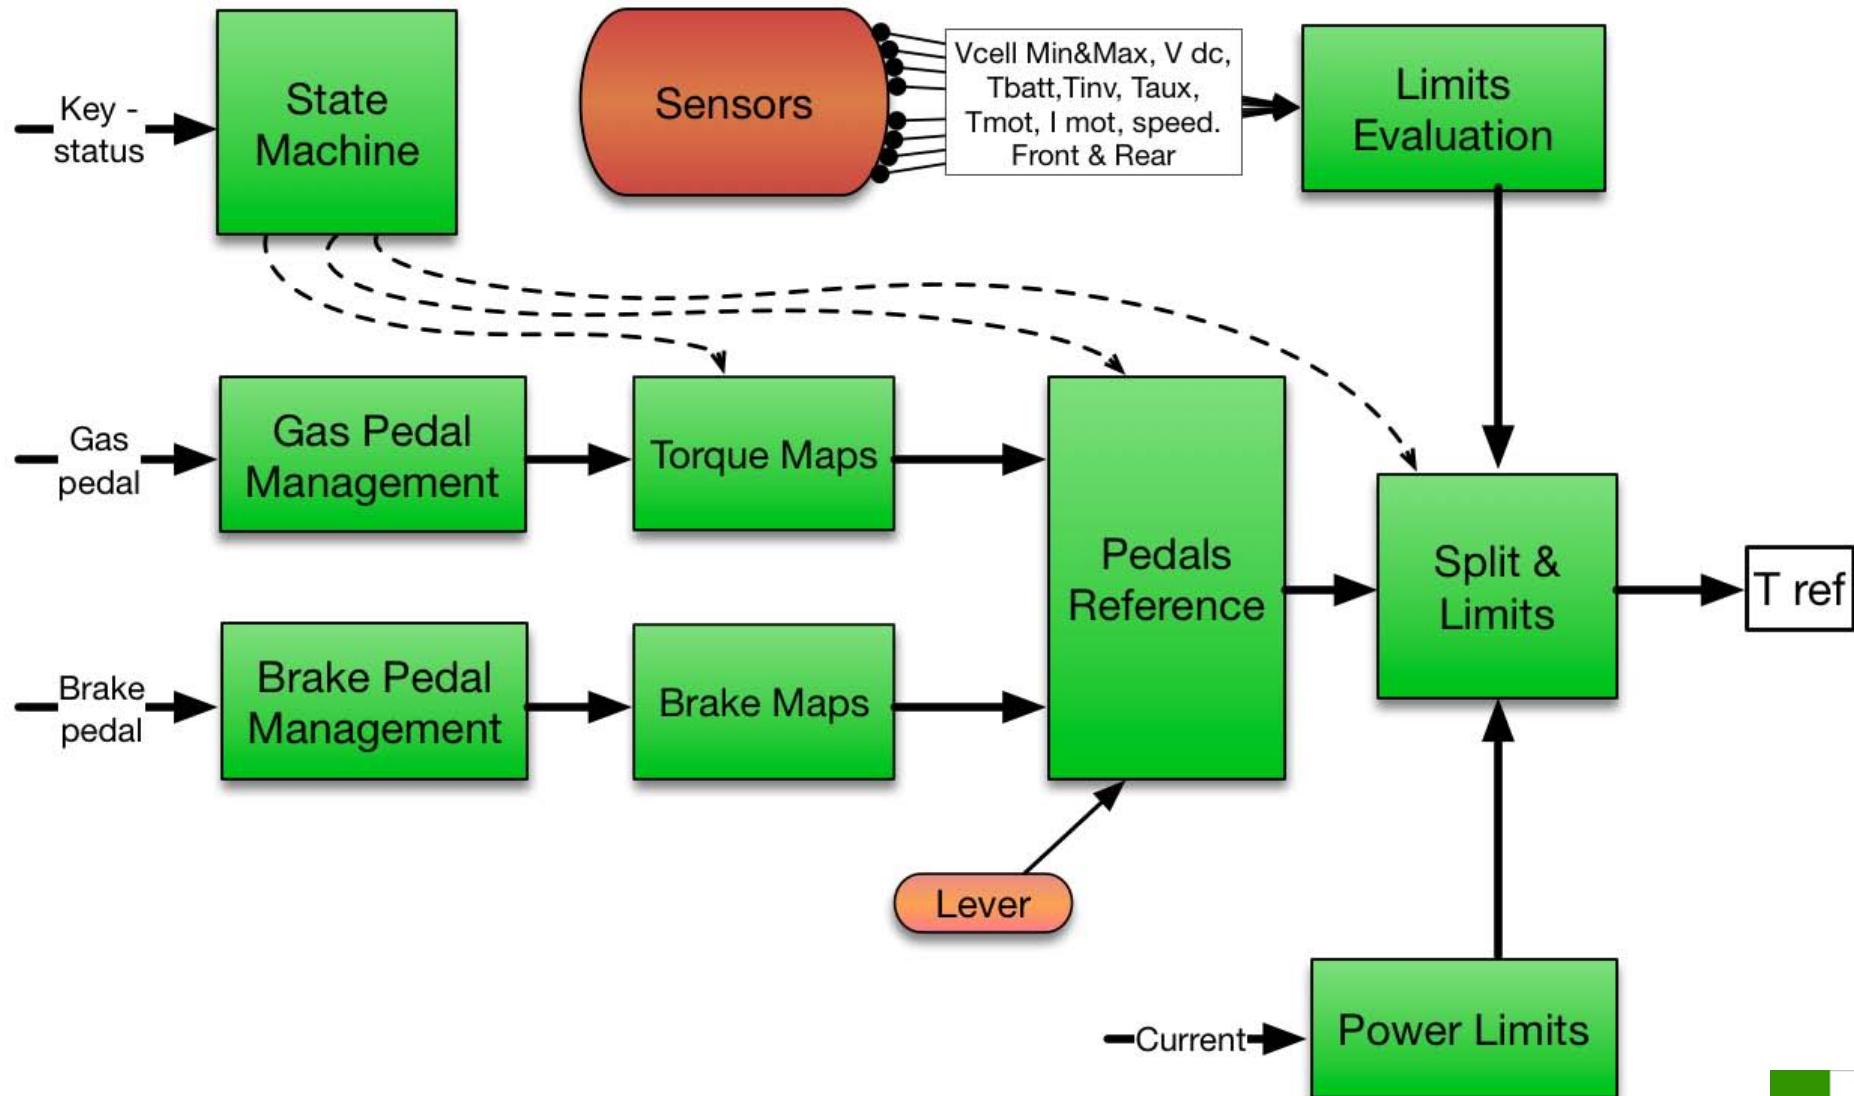 Key -
status
State
Machine
Sensors
Vcell Min&Max, V dc,
Tbatt,Tinv, Taux,
Tmot, I mot, speed.
Front & Rear
Limits
Evaluation
Gas
pedal
Gas Pedal
Management
Torque Maps
Pedals
Reference
Split &
Limits
T ref
Brake
pedal
Brake Pedal
Management
Brake Maps
Lever
Current
Power Limits